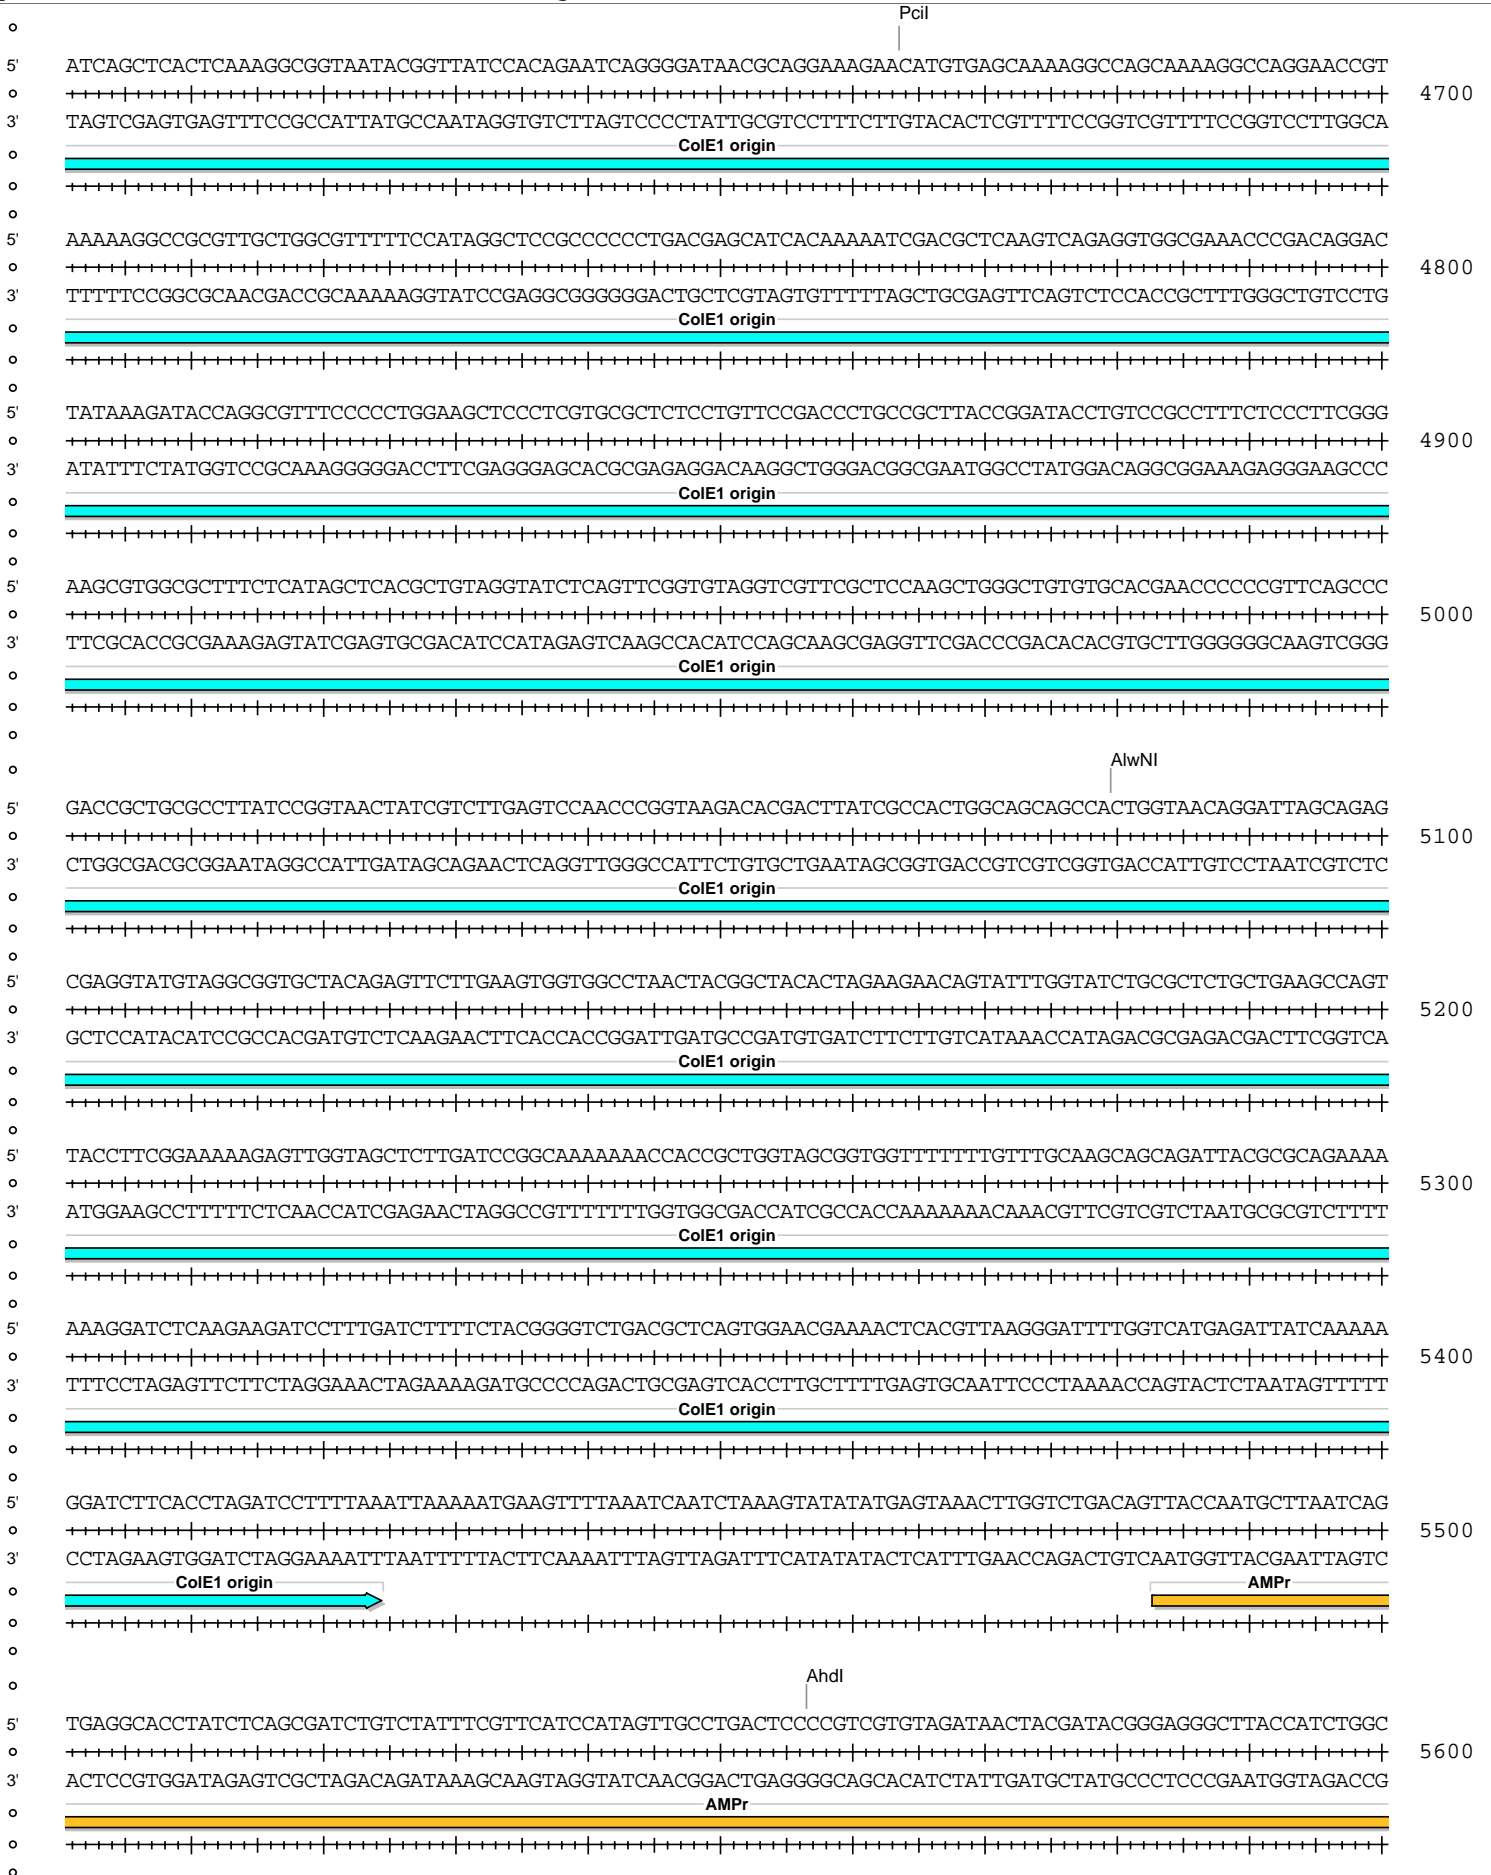 PciI
5' ATCAGCTCACTCAAAGGCGGTAATACGGTTATCCACAGAATCAGGGGATAACGCAGGAAAGAACATGTGAGCAAAAGGCCAGCAAAAGGCCAGGAACCGT
4700
3' TAGTCGAGTGAGTTTCCGCCATTATGCCAATAGGTGTCTTAGTCCCCTATTGCGTCCTTTCTTGTACACTCGTTTTCCGGTCGTTTTCCGGTCCTTGGCA
ColE1 origin
5' AAAAAGGCCGCGTTGCTGGCGTTTTTCCATAGGCTCCGCCCCCCTGACGAGCATCACAAAAATCGACGCTCAAGTCAGAGGTGGCGAAACCCGACAGGAC
4800
3' TTTTTCCGGCGCAACGACCGCAAAAAGGTATCCGAGGCGGGGGGACTGCTCGTAGTGTTTTTAGCTGCGAGTTCAGTCTCCACCGCTTTGGGCTGTCCTG
ColE1 origin
5' TATAAAGATACCAGGCGTTTCCCCCTGGAAGCTCCCTCGTGCGCTCTCCTGTTCCGACCCTGCCGCTTACCGGATACCTGTCCGCCTTTCTCCCTTCGGG
4900
3' ATATTTCTATGGTCCGCAAAGGGGGACCTTCGAGGGAGCACGCGAGAGGACAAGGCTGGGACGGCGAATGGCCTATGGACAGGCGGAAAGAGGGAAGCCC
ColE1 origin
5' AAGCGTGGCGCTTTCTCATAGCTCACGCTGTAGGTATCTCAGTTCGGTGTAGGTCGTTCGCTCCAAGCTGGGCTGTGTGCACGAACCCCCCGTTCAGCCC
5000
3' TTCGCACCGCGAAAGAGTATCGAGTGCGACATCCATAGAGTCAAGCCACATCCAGCAAGCGAGGTTCGACCCGACACACGTGCTTGGGGGGCAAGTCGGG
ColE1 origin
AlwNI
5' GACCGCTGCGCCTTATCCGGTAACTATCGTCTTGAGTCCAACCCGGTAAGACACGACTTATCGCCACTGGCAGCAGCCACTGGTAACAGGATTAGCAGAG
5100
3' CTGGCGACGCGGAATAGGCCATTGATAGCAGAACTCAGGTTGGGCCATTCTGTGCTGAATAGCGGTGACCGTCGTCGGTGACCATTGTCCTAATCGTCTC
ColE1 origin
5' CGAGGTATGTAGGCGGTGCTACAGAGTTCTTGAAGTGGTGGCCTAACTACGGCTACACTAGAAGAACAGTATTTGGTATCTGCGCTCTGCTGAAGCCAGT
5200
3' GCTCCATACATCCGCCACGATGTCTCAAGAACTTCACCACCGGATTGATGCCGATGTGATCTTCTTGTCATAAACCATAGACGCGAGACGACTTCGGTCA
ColE1 origin
5' TACCTTCGGAAAAAGAGTTGGTAGCTCTTGATCCGGCAAAAAAACCACCGCTGGTAGCGGTGGTTTTTTTGTTTGCAAGCAGCAGATTACGCGCAGAAAA
5300
3' ATGGAAGCCTTTTTCTCAACCATCGAGAACTAGGCCGTTTTTTTGGTGGCGACCATCGCCACCAAAAAAACAAACGTTCGTCGTCTAATGCGCGTCTTTT
ColE1 origin
5' AAAGGATCTCAAGAAGATCCTTTGATCTTTTCTACGGGGTCTGACGCTCAGTGGAACGAAAACTCACGTTAAGGGATTTTGGTCATGAGATTATCAAAAA
5400
3' TTTCCTAGAGTTCTTCTAGGAAACTAGAAAAGATGCCCCAGACTGCGAGTCACCTTGCTTTTGAGTGCAATTCCCTAAAACCAGTACTCTAATAGTTTTT
ColE1 origin
5' GGATCTTCACCTAGATCCTTTTAAATTAAAAATGAAGTTTTAAATCAATCTAAAGTATATATGAGTAAACTTGGTCTGACAGTTACCAATGCTTAATCAG
5500
3' CCTAGAAGTGGATCTAGGAAAATTTAATTTTTACTTCAAAATTTAGTTAGATTTCATATATACTCATTTGAACCAGACTGTCAATGGTTACGAATTAGTC
ColE1 origin AMPr
AhdI
5' TGAGGCACCTATCTCAGCGATCTGTCTATTTCGTTCATCCATAGTTGCCTGACTCCCCGTCGTGTAGATAACTACGATACGGGAGGGCTTACCATCTGGC
5600
3' ACTCCGTGGATAGAGTCGCTAGACAGATAAAGCAAGTAGGTATCAACGGACTGAGGGGCAGCACATCTATTGATGCTATGCCCTCCCGAATGGTAGACCG
AMPr